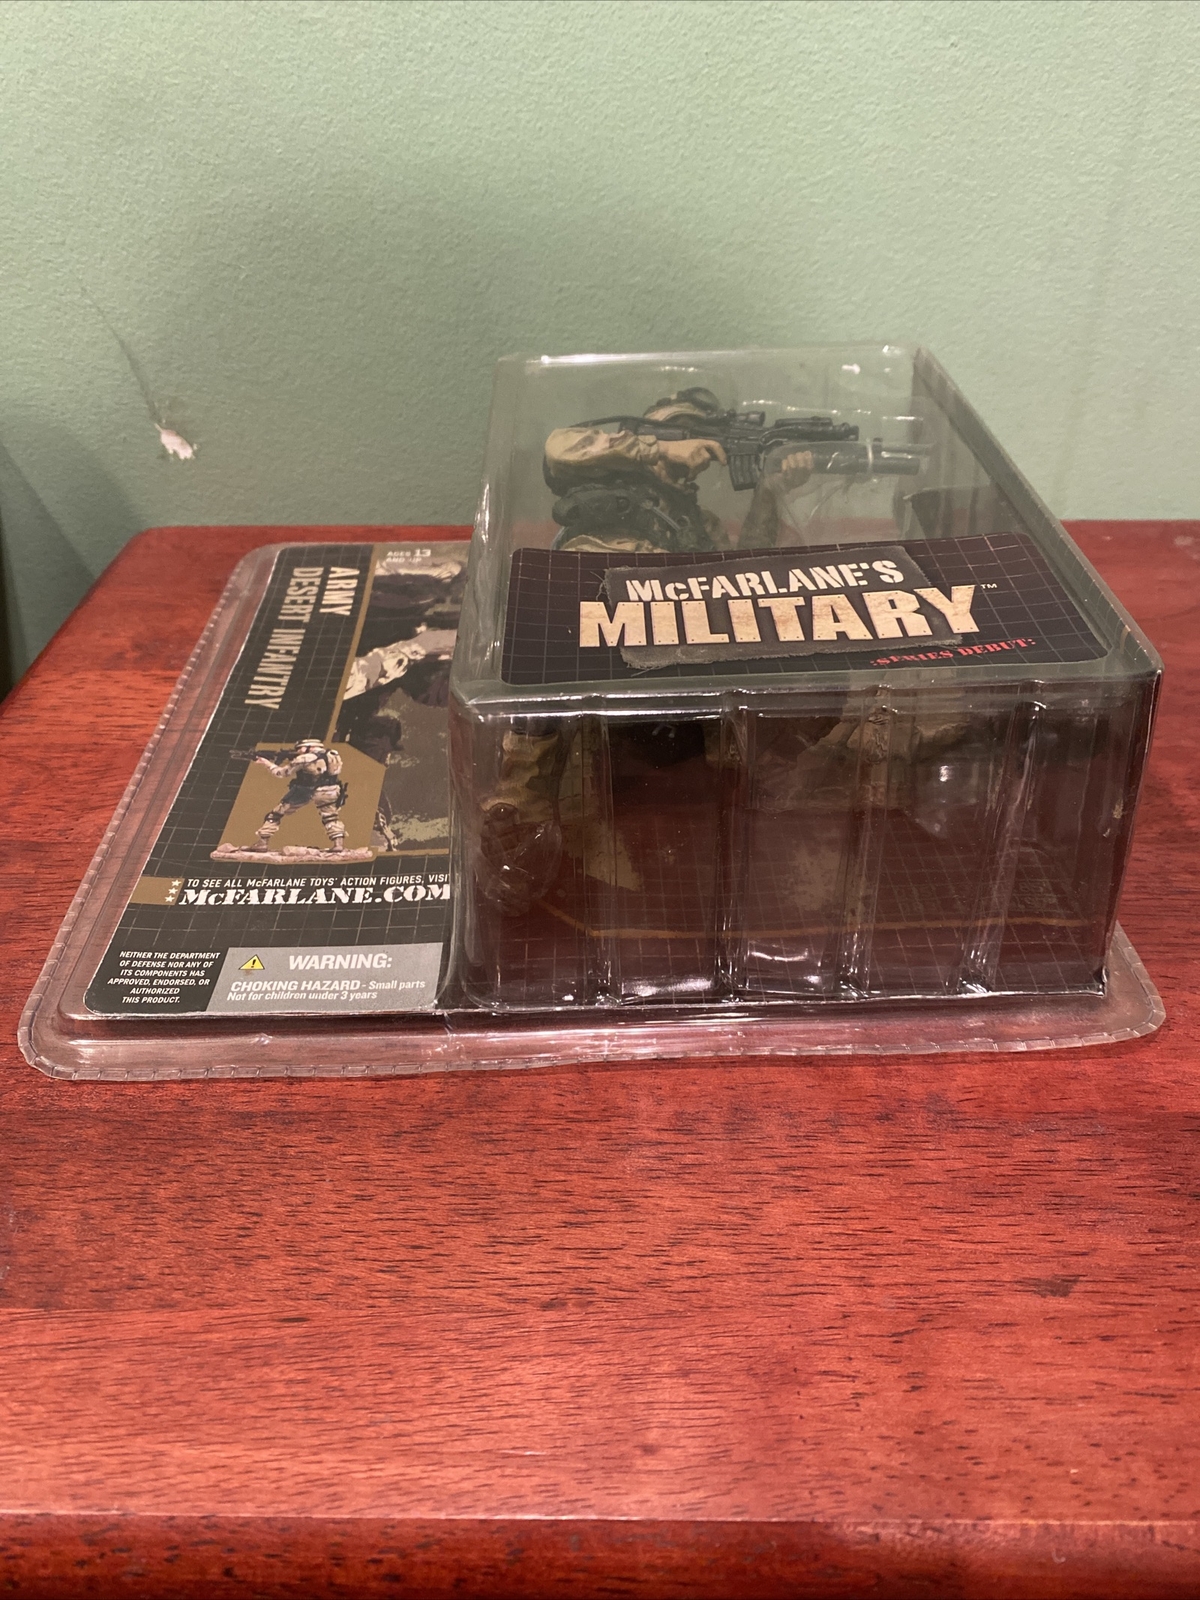 McFARLANE'S
MILITARY™
:SERIES DEBUT:
AGES 13
AND UP
ARMY
DESERT INFANTRY
TO SEE ALL McFARLANE TOYS' ACTION FIGURES, VISI
McFARLANE.COM
NEITHER THE DEPARTMENT
OF DEFENSE NOR ANY OF
ITS COMPONENTS HAS
APPROVED, ENDORSED, OR
AUTHORIZED
THIS PRODUCT.
WARNING:
CHOKING HAZARD - Small parts
Not for children under 3 years